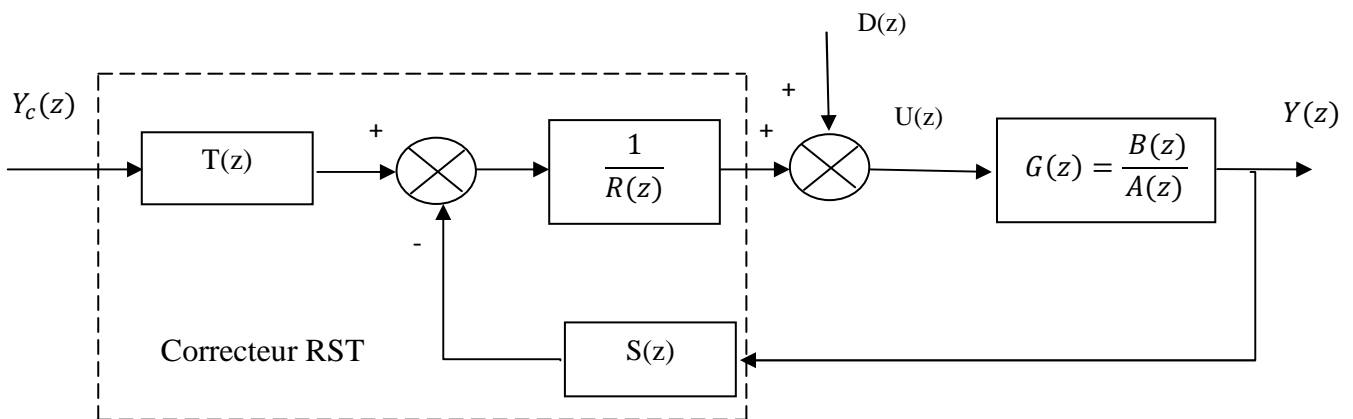 D(z)
Y_c(z)
+
U(z)
Y(z)
+
+
T(z)
1
R(z)
G(z) = B(z)
A(z)
-
Correcteur RST
S(z)